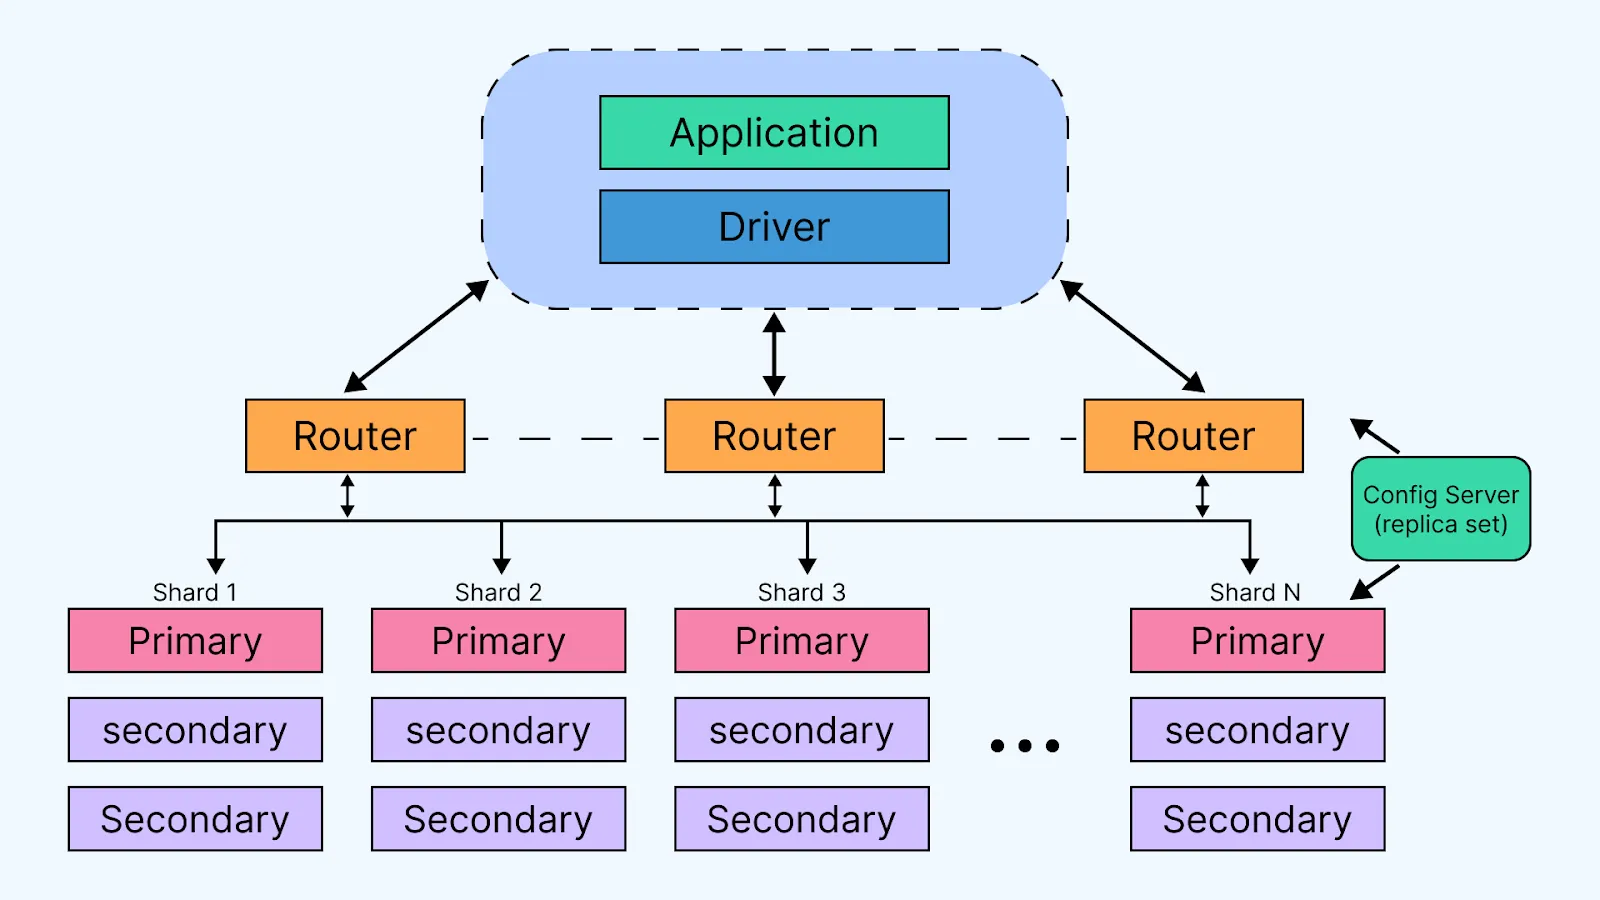 Application
Driver
Router
Router
Router
Config Server
(replica set)
Shard 1
Shard 2
Shard 3
Shard N
Primary
Primary
Primary
Primary
secondary
secondary
secondary
secondary
Secondary
Secondary
Secondary
Secondary